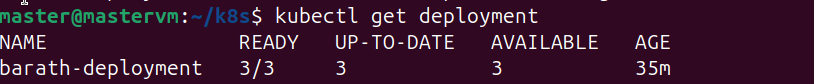 master@mastervm:~/k8s$ kubectl get deployment
NAME READY UP-TO-DATE AVAILABLE AGE
barath-deployment 3/3 3 3 35m